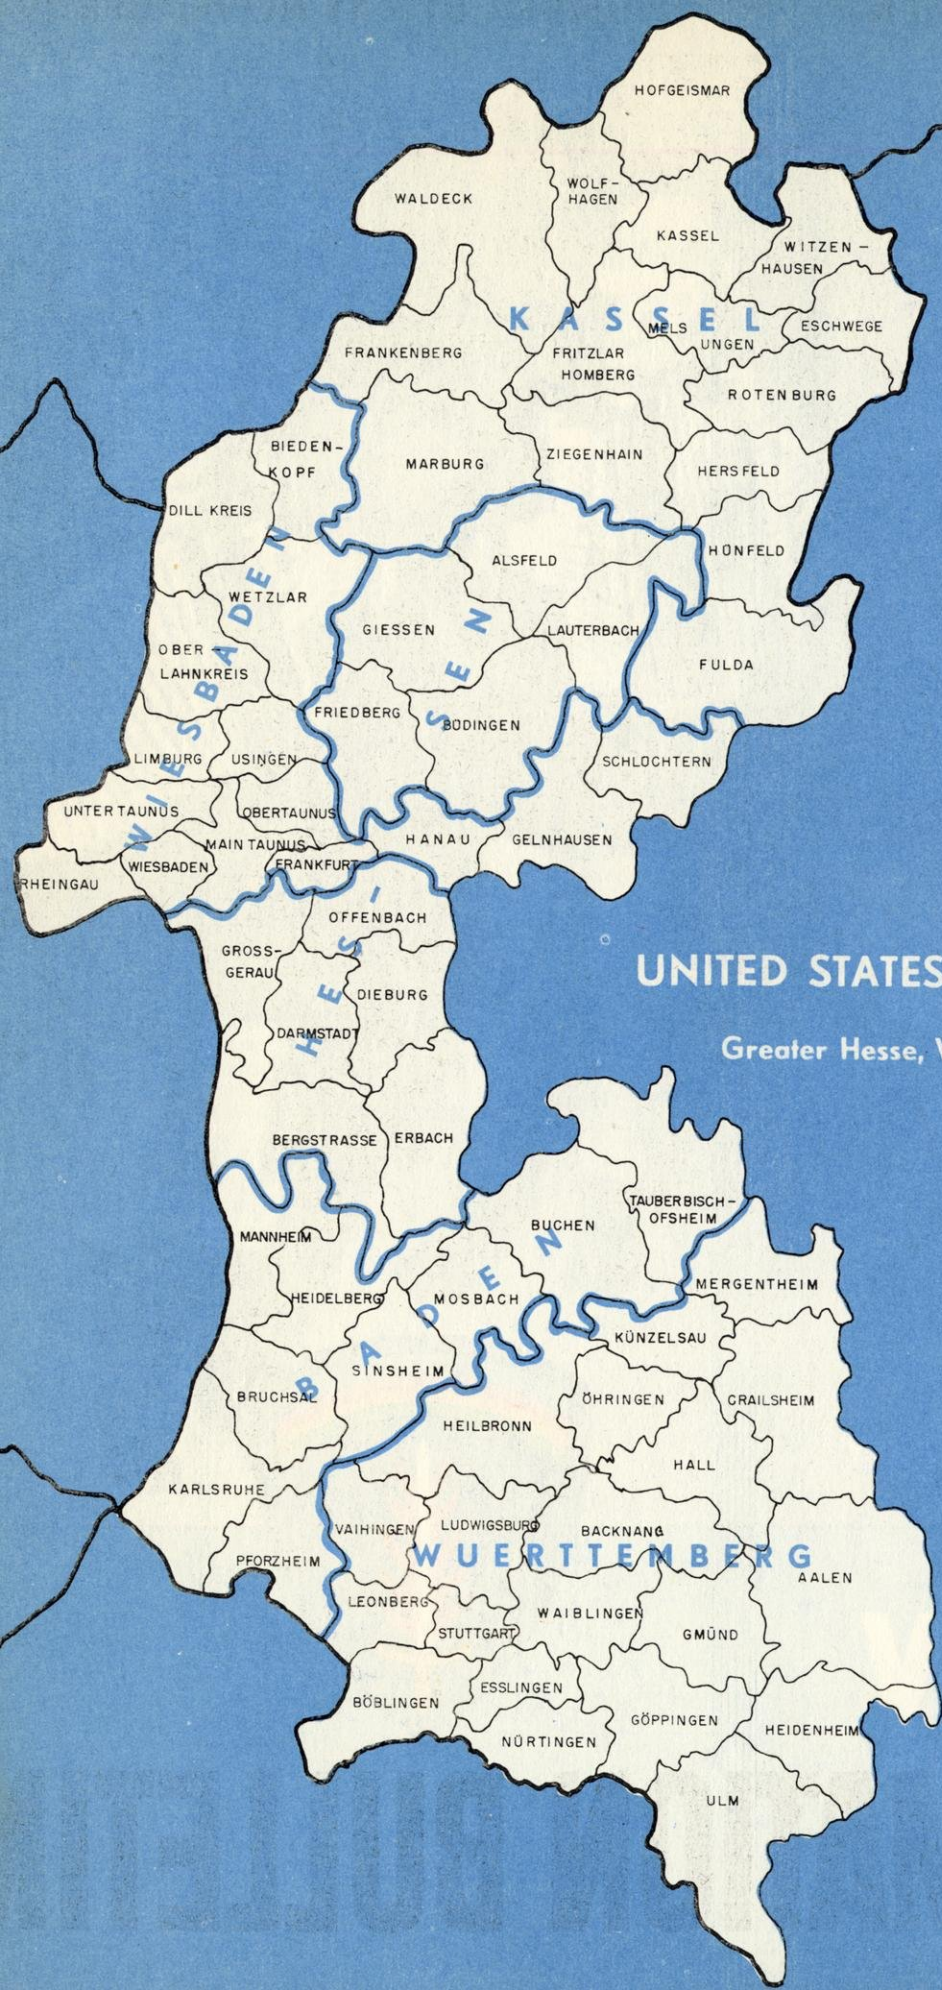 HOFGEISMAR
WALDECK
WOLF-
HAGEN
KASSEL
WITZEN-
HAUSEN
KASSEL
MELS
UNGEN
ESCHWEGE
FRANKENBERG
FRITZLAR
HOMBERG
ROTENBURG
BIEDEN-
KOPF
MARBURG
ZIEGENHAIN
HERSFELD
DILL KREIS
ALSFELD
HÜNFELD
WETZLAR
GIESSEN
LAUTERBACH
OBER-
LAHNKREIS
FULDA
WIESBADEN
FRIEDBERG
BÜDINGEN
LIMBURG
USINGEN
SCHLÜCHTERN
UNTERTAUNUS
OBERTAUNUS
MAIN TAUNUS
HANAU
GELNHAUSEN
RHEINGAU
WIESBADEN
FRANKFURT
HESSEN
OFFENBACH
GROSS-
GERAU
DIEBURG
DARMSTADT
UNITED STATES
Greater Hesse,
BERGSTRASSE
ERBACH
MANNHEIM
BUCHEN
TAUBERBISCH-
OFSHEIM
HEIDELBERG
MOSBACH
MERGENTHEIM
BADEN
SINSHEIM
KÜNZELSAU
BRUCHSAL
HEILBRONN
ÖHRINGEN
CRAILSHEIM
KARLSRUHE
HALL
VAIHINGEN
LUDWIGSBURG
BACKNANG
WUERTTEMBERG
PFORZHEIM
AALEN
LEONBERG
STUTTGART
WAIBLINGEN
GMÜND
BÖBLINGEN
ESSLINGEN
NÜRTINGEN
GÖPPINGEN
HEIDENHEIM
ULM